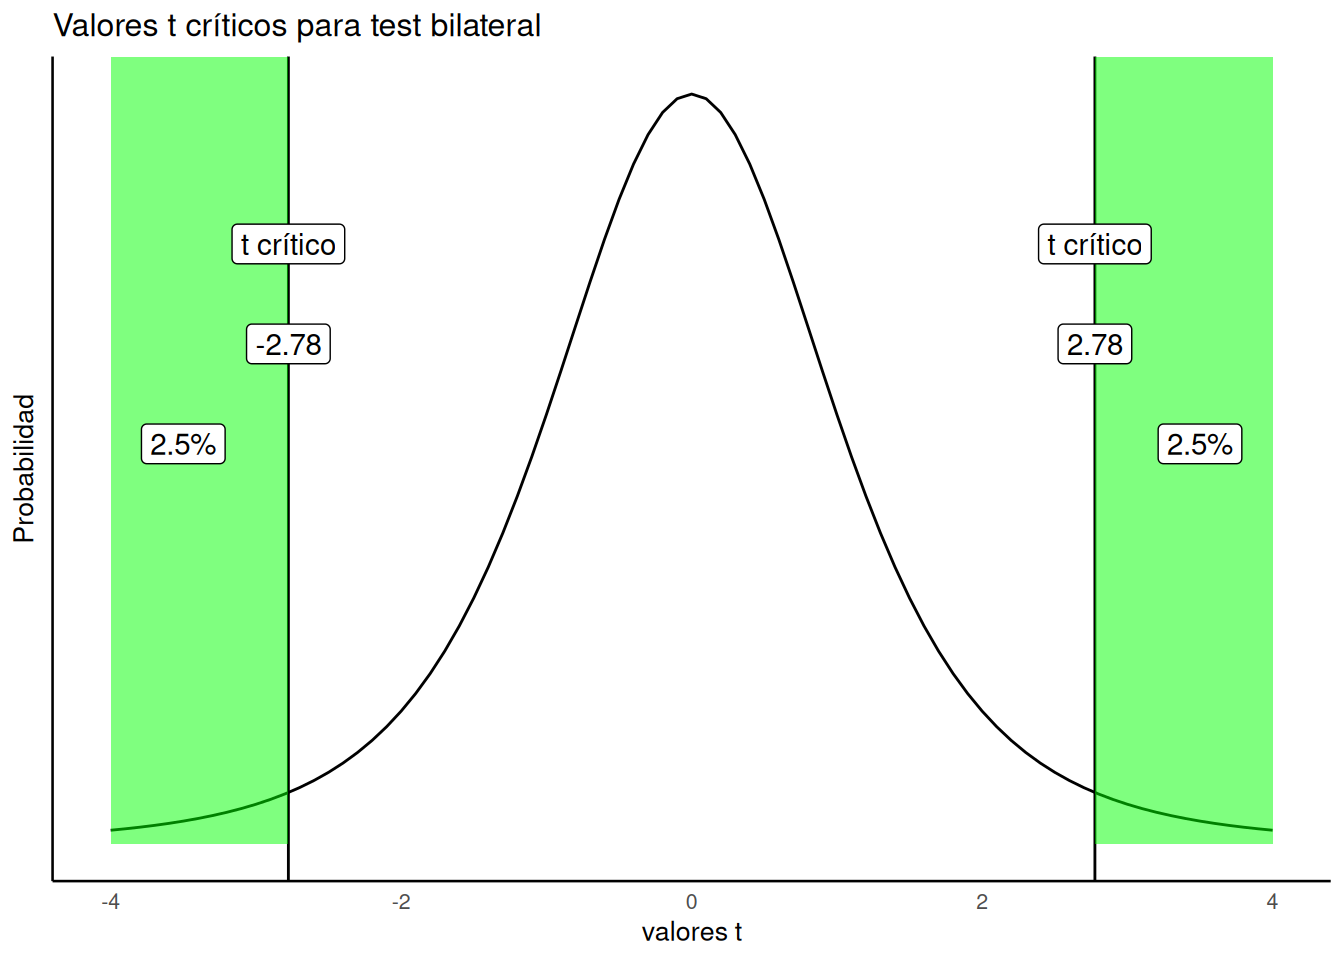 Valores t críticos para test bilateral
t crítico
t crítico
-2.78
2.78
2.5%
2.5%
Probabilidad
-4
-2
0
2
4
valores t